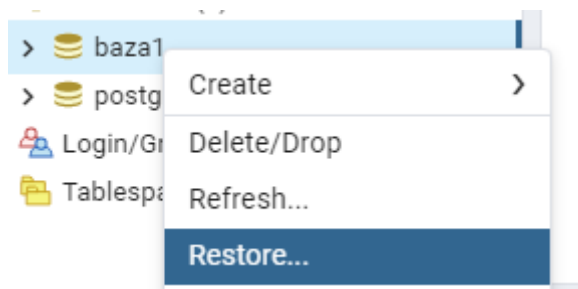 baza1
postg
Create
Login/Gr
Delete/Drop
Tablespa
Refresh...
Restore...